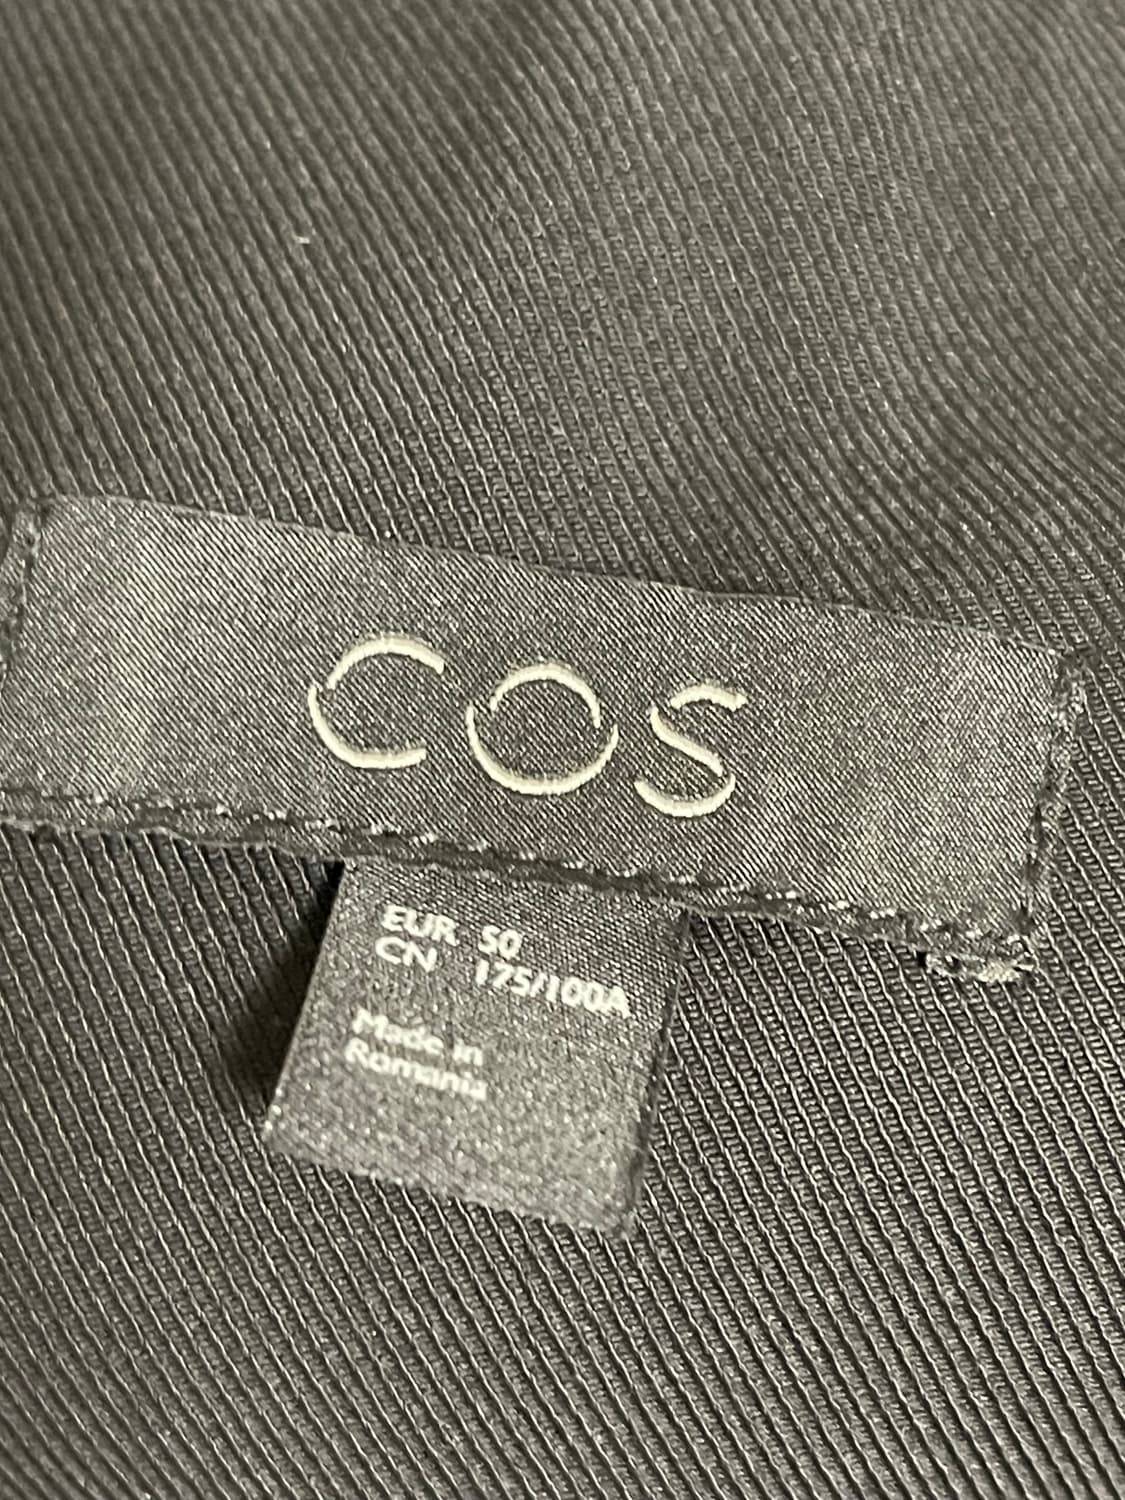 COS
EUR 50
CN 175/100A
Made in
Romania